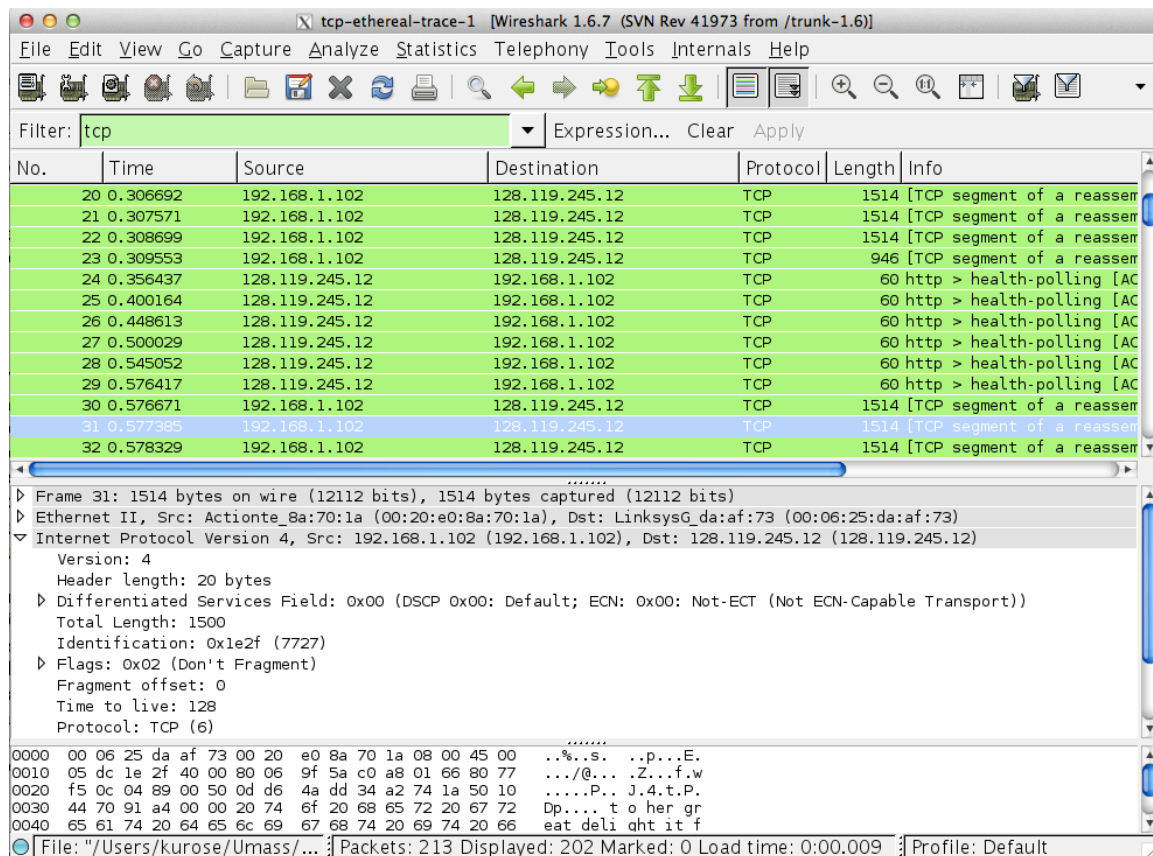 tcp-ethereal-trace-1 [Wireshark 1.6.7 (SVN Rev 41973 from /trunk-1.6)]
File Edit View Go Capture Analyze Statistics Telephony Tools Internals Help
Filter: tcp Expression... Clear Apply
No. Time Source Destination Protocol Length Info
20 0.306692 192.168.1.102 128.119.245.12 TCP 1514 [TCP segment of a reassem
21 0.307571 192.168.1.102 128.119.245.12 TCP 1514 [TCP segment of a reassem
22 0.308699 192.168.1.102 128.119.245.12 TCP 1514 [TCP segment of a reassem
23 0.309553 192.168.1.102 128.119.245.12 TCP 946 [TCP segment of a reassem
24 0.356437 128.119.245.12 192.168.1.102 TCP 60 http > health-polling [AC
25 0.400164 128.119.245.12 192.168.1.102 TCP 60 http > health-polling [AC
26 0.448613 128.119.245.12 192.168.1.102 TCP 60 http > health-polling [AC
27 0.500029 128.119.245.12 192.168.1.102 TCP 60 http > health-polling [AC
28 0.545052 128.119.245.12 192.168.1.102 TCP 60 http > health-polling [AC
29 0.576417 128.119.245.12 192.168.1.102 TCP 60 http > health-polling [AC
30 0.576671 192.168.1.102 128.119.245.12 TCP 1514 [TCP segment of a reassem
31 0.577385 192.168.1.102 128.119.245.12 TCP 1514 [TCP segment of a reassem
32 0.578329 192.168.1.102 128.119.245.12 TCP 1514 [TCP segment of a reassem
Frame 31: 1514 bytes on wire (12112 bits), 1514 bytes captured (12112 bits)
Ethernet II, Src: Actionte_8a:70:1a (00:20:e0:8a:70:1a), Dst: LinksysG_da:af:73 (00:06:25:da:af:73)
Internet Protocol Version 4, Src: 192.168.1.102 (192.168.1.102), Dst: 128.119.245.12 (128.119.245.12)
Version: 4
Header length: 20 bytes
Differentiated Services Field: 0x00 (DSCP 0x00: Default; ECN: 0x00: Not-ECT (Not ECN-Capable Transport))
Total Length: 1500
Identification: 0x1e2f (7727)
Flags: 0x02 (Don't Fragment)
Fragment offset: 0
Time to live: 128
Protocol: TCP (6)
0000 00 06 25 da af 73 00 20 e0 8a 70 1a 08 00 45 00 ..%..s. ..p...E.
0010 05 dc 1e 2f 40 00 80 06 9f 5a c0 a8 01 66 80 77 .../@... .Z...f.w
0020 f5 0c 04 89 00 50 0d d6 4a dd 34 a2 74 1a 50 10 .....P.. J.4.t.P.
0030 44 70 91 a4 00 00 20 74 6f 20 68 65 72 20 67 72 Dp.... t o her gr
0040 65 61 74 20 64 65 6c 69 67 68 74 20 69 74 20 66 eat deli ght it f
File: "/Users/kurose/Umass/... Packets: 213 Displayed: 202 Marked: 0 Load time: 0:00.009 Profile: Default